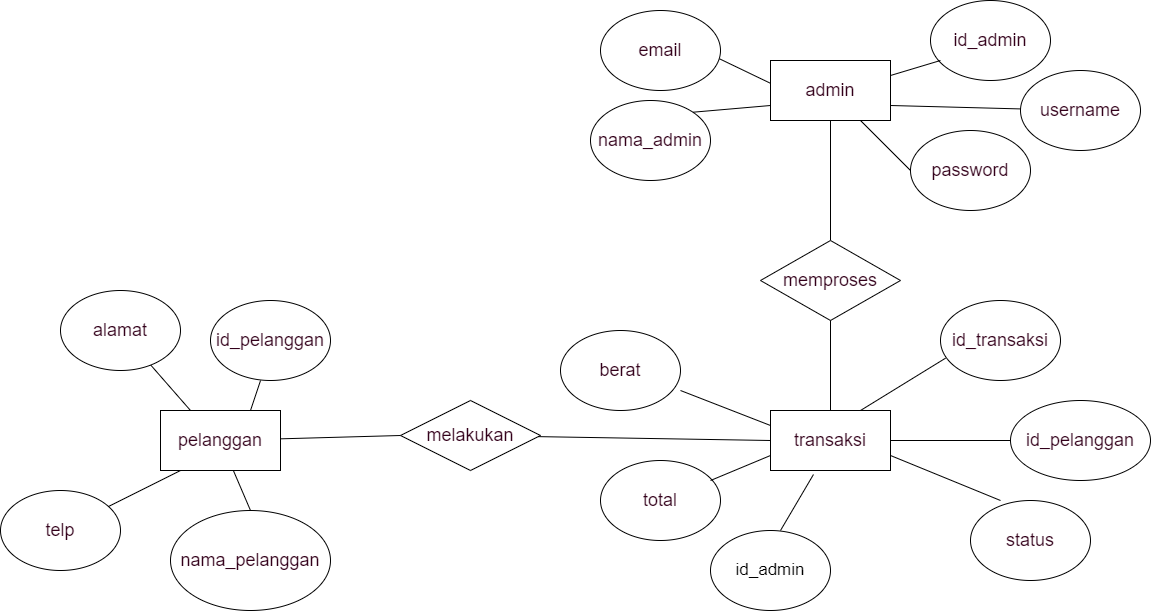 email
id_admin
admin
username
nama_admin
password
memproses
alamat
id_pelanggan
berat
id_transaksi
pelanggan
melakukan
transaksi
id_pelanggan
telp
nama_pelanggan
total
id_admin
status